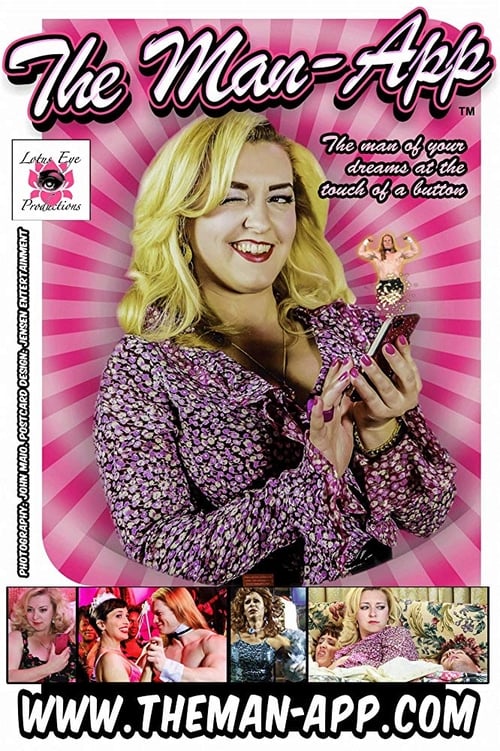 The Man-App
TM
Lotus Eye
Productions
The man of your
dreams at the
touch of a button
PHOTOGRAPHY: JOHN MAIO, POSTCARD DESIGN: JENSEN ENTERTAINMENT
WWW.THEMAN-APP.COM